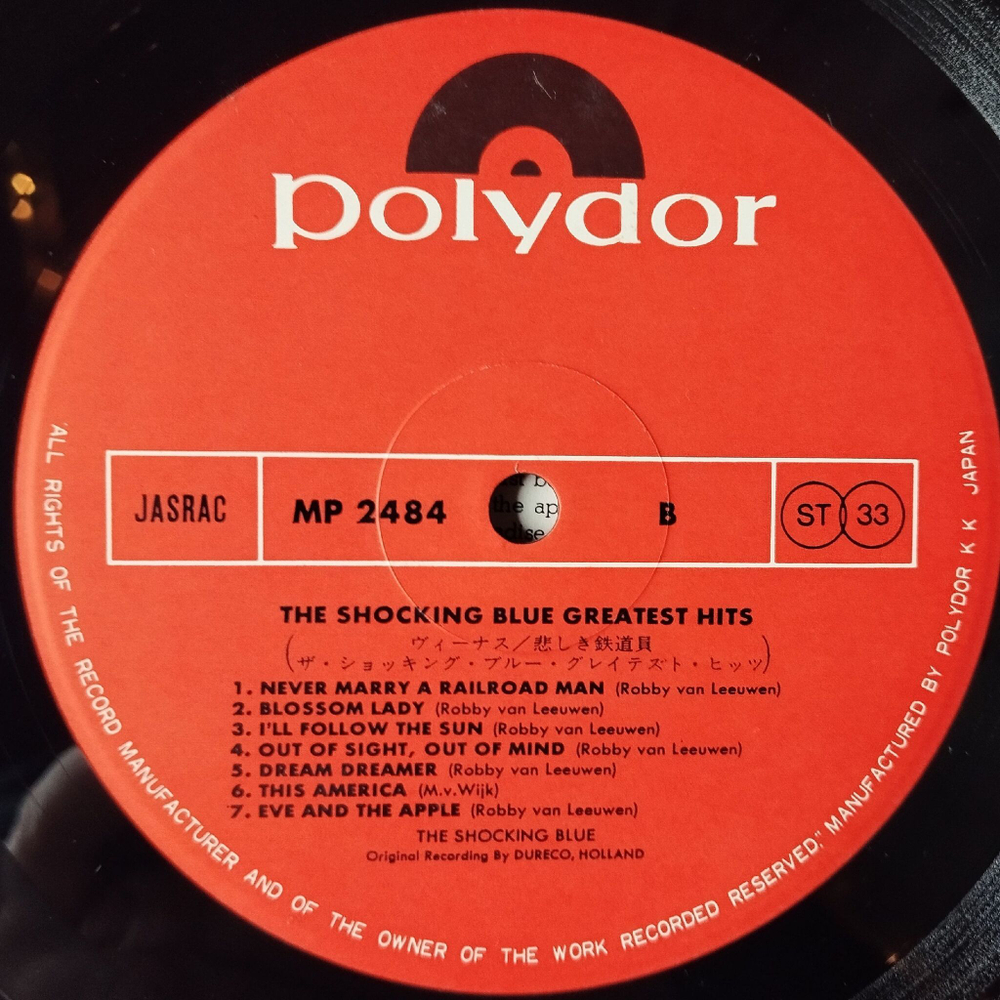 polydor
JASRAC
MP 2484
B
ST 33
THE SHOCKING BLUE GREATEST HITS
(ヴィーナス／悲しき鉄道員
ザ・ショッキング・ブルー・グレイテスト・ヒッツ)
1. NEVER MARRY A RAILROAD MAN (Robby van Leeuwen)
2. BLOSSOM LADY (Robby van Leeuwen)
3. I'LL FOLLOW THE SUN (Robby van Leeuwen)
4. OUT OF SIGHT, OUT OF MIND (Robby van Leeuwen)
5. DREAM DREAMER (Robby van Leeuwen)
6. THIS AMERICA (M.v.Wijk)
7. EVE AND THE APPLE (Robby van Leeuwen)
THE SHOCKING BLUE
Original Recording By DURECO, HOLLAND
"ALL RIGHTS OF THE RECORD MANUFACTURER AND OF THE OWNER OF THE WORK RECORDED RESERVED," MANUFACTURED BY POLYDOR K K JAPAN
the ap